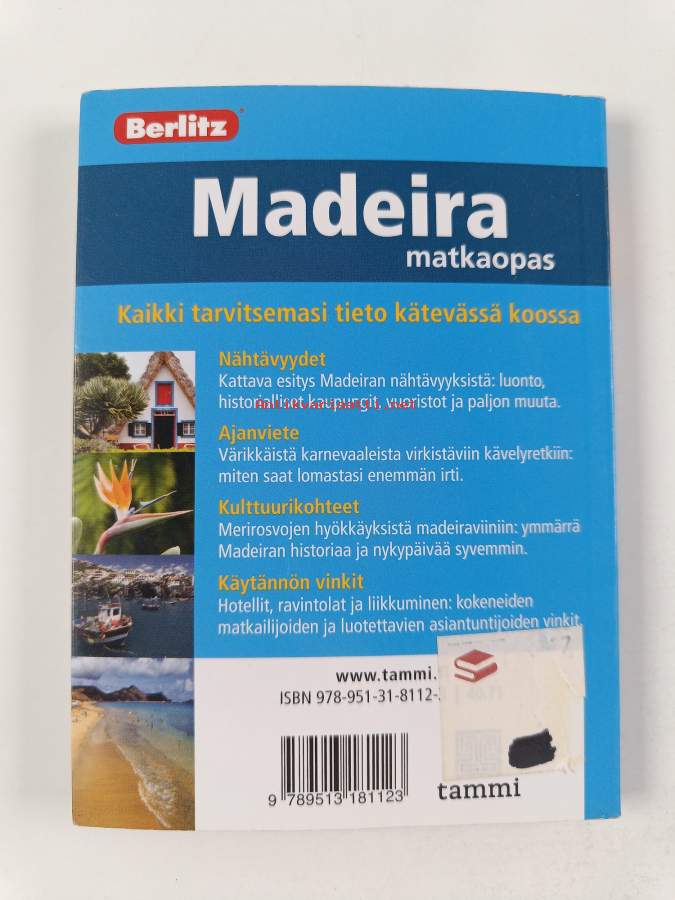 Berlitz
Madeira
matkaopas
Kaikki tarvitsemasi tieto kätevässä koossa
Nähtävyydet
Kattava esitys Madeiran nähtävyyksistä: luonto,
historialliset kaupungit, vuoristot ja paljon muuta.
Ajanviete
Värikkäistä karnevaaleista virkistäviin kävelyretkiin:
miten saat lomastasi enemmän irti.
Kulttuurikohteet
Merirosvojen hyökkäyksistä madeiraviiniin: ymmärrä
Madeiran historiaa ja nykypäivää syvemmin.
Käytännön vinkit
Hotellit, ravintolat ja liikkuminen: kokeneiden
matkailijoiden ja luotettavien asiantuntijoiden vinkit
www.tammi.
ISBN 978-951-31-8112-
9 789513 181123
tammi